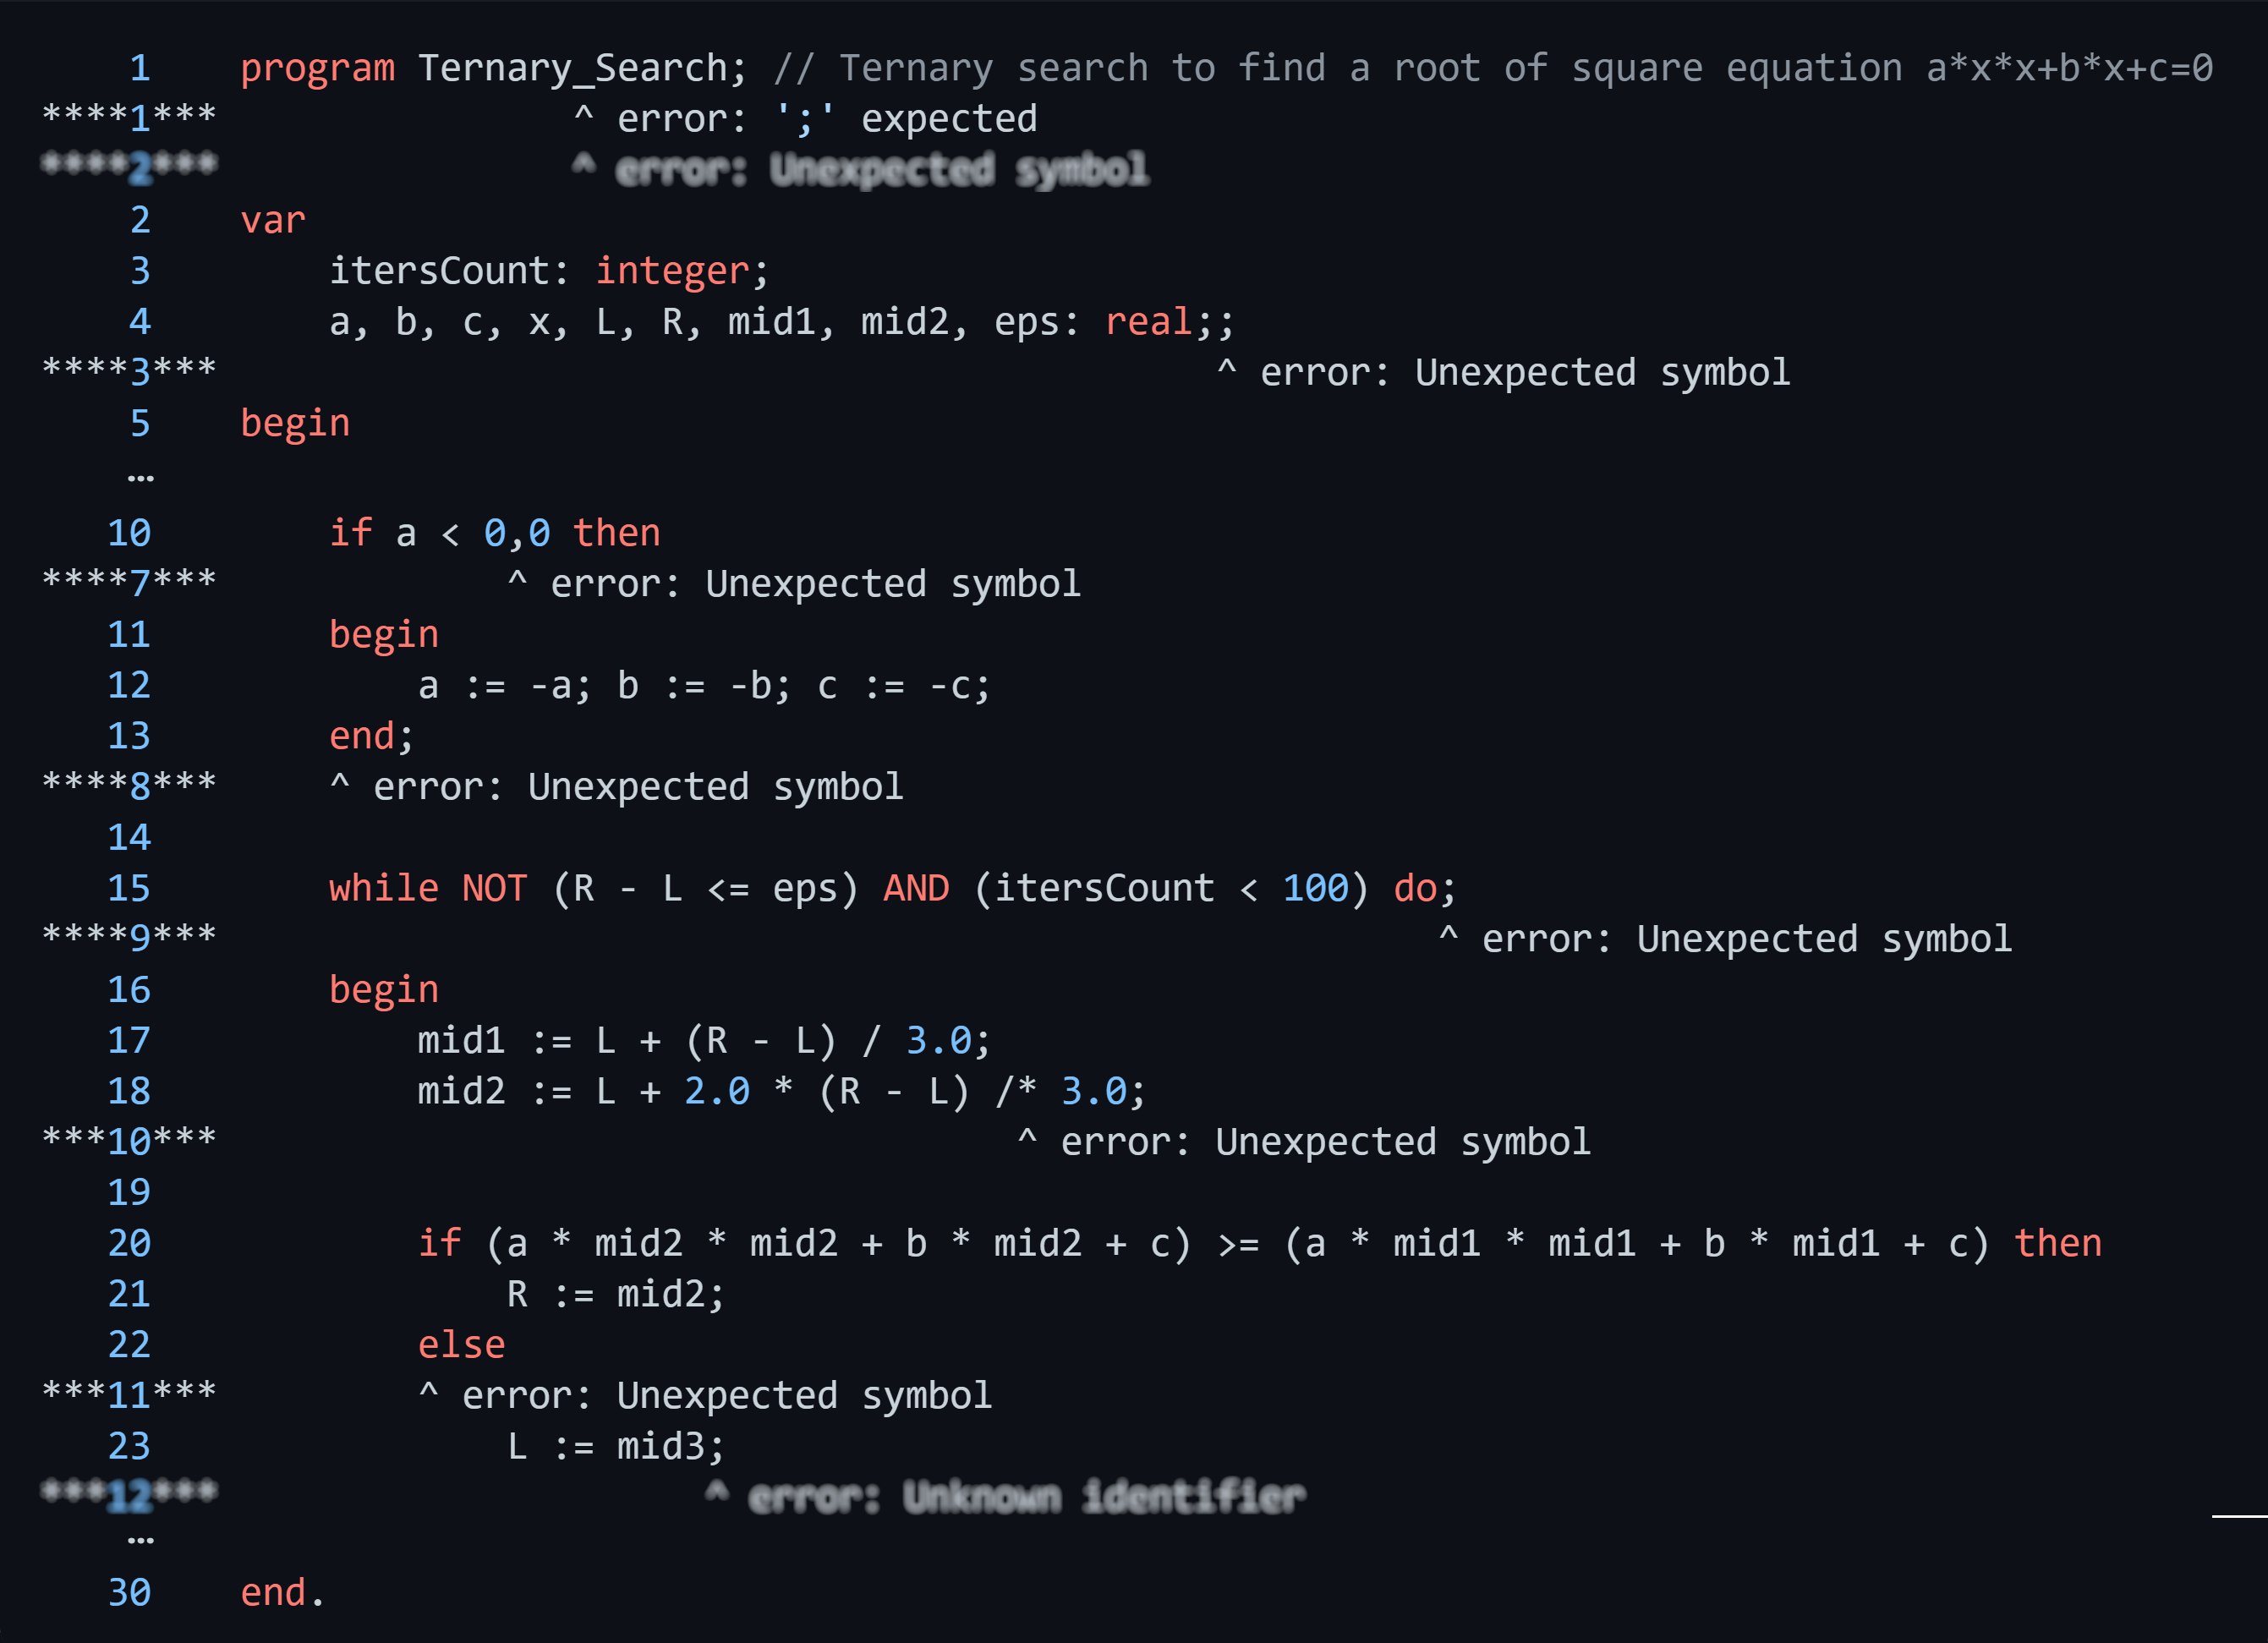 1 program Ternary_Search; // Ternary search to find a root of square equation a*x*x+b*x+c=0
****1*** ^ error: ';' expected
****2*** ^ error: Unexpected symbol
2 var
3 itersCount: integer;
4 a, b, c, x, L, R, mid1, mid2, eps: real;;
****3*** ^ error: Unexpected symbol
5 begin
…
10 if a < 0,0 then
****7*** ^ error: Unexpected symbol
11 begin
12 a := -a; b := -b; c := -c;
13 end;
****8*** ^ error: Unexpected symbol
14
15 while NOT (R - L <= eps) AND (itersCount < 100) do;
****9*** ^ error: Unexpected symbol
16 begin
17 mid1 := L + (R - L) / 3.0;
18 mid2 := L + 2.0 * (R - L) /* 3.0;
***10*** ^ error: Unexpected symbol
19
20 if (a * mid2 * mid2 + b * mid2 + c) >= (a * mid1 * mid1 + b * mid1 + c) then
21 R := mid2;
22 else
***11*** ^ error: Unexpected symbol
23 L := mid3;
***12*** ^ error: Unknown identifier
…
30 end.